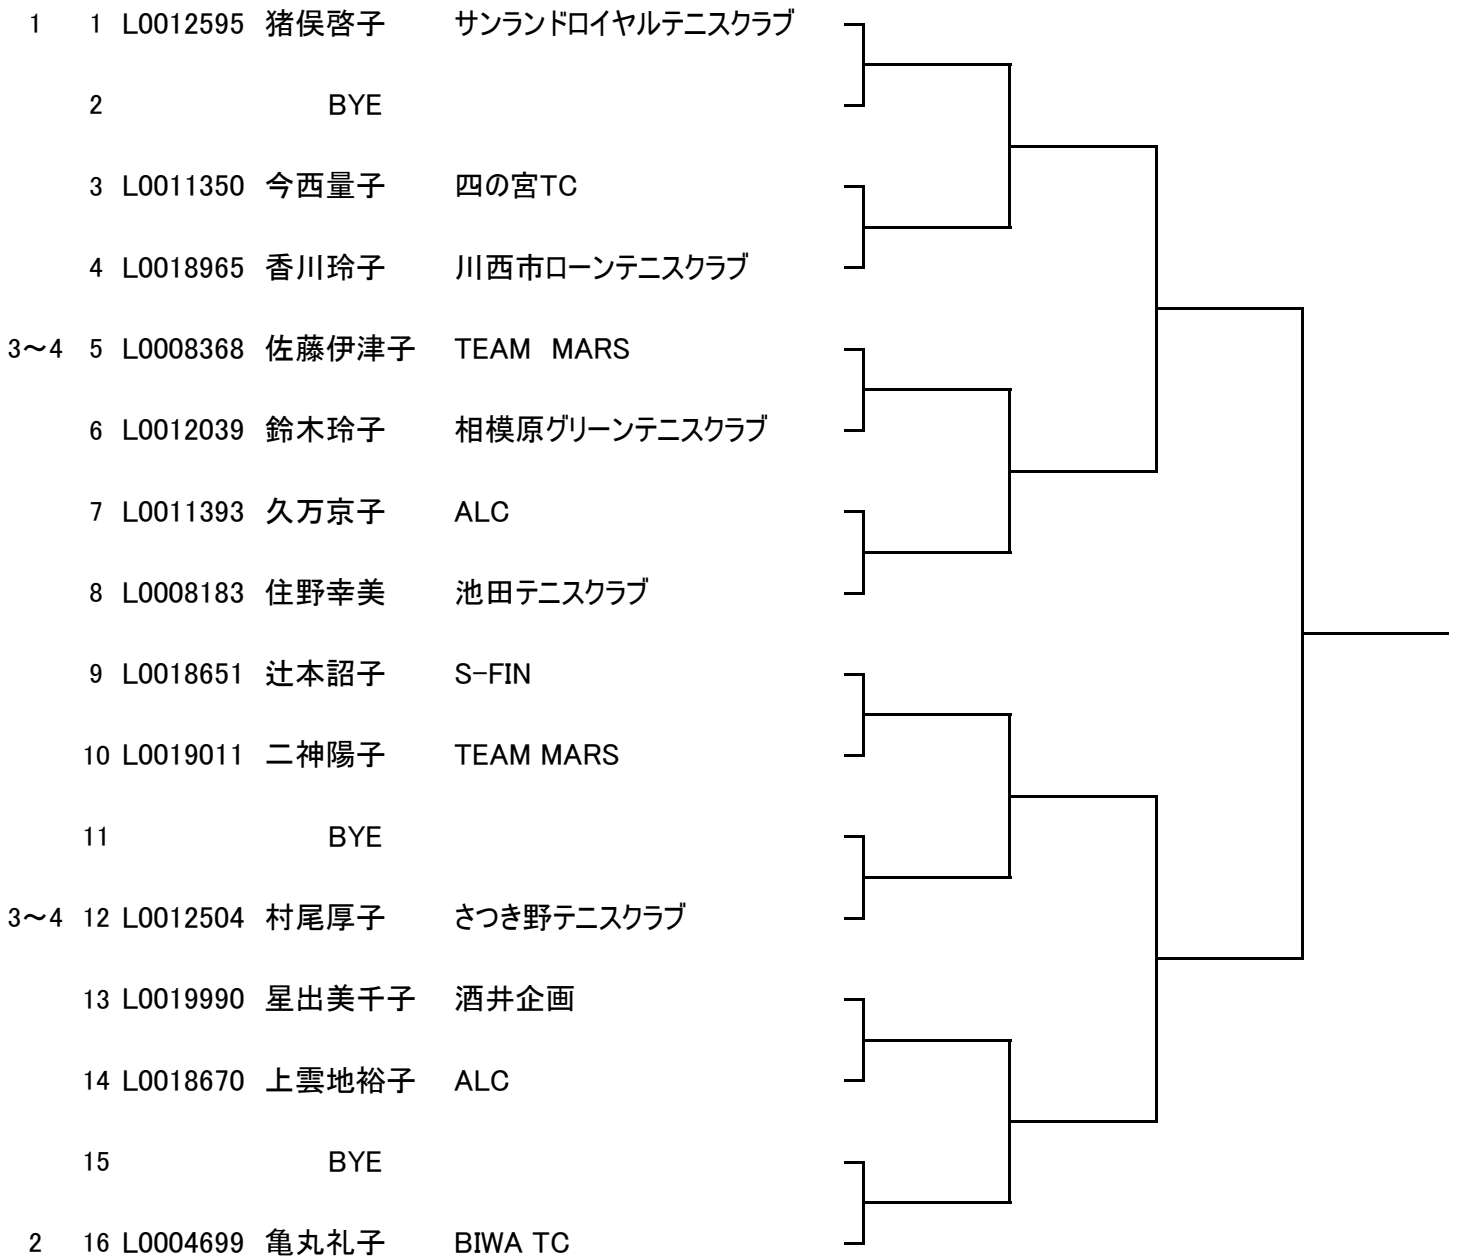 1 1 L0012595 猪俣啓子 サンランドロイヤルテニスクラブ
2 BYE
3 L0011350 今西量子 四の宮TC
4 L0018965 香川玲子 川西市ローンテニスクラブ
3～4 5 L0008368 佐藤伊津子 TEAM　MARS
6 L0012039 鈴木玲子 相模原グリーンテニスクラブ
7 L0011393 久万京子 ALC
8 L0008183 住野幸美 池田テニスクラブ
9 L0018651 辻本詔子 S-FIN
10 L0019011 二神陽子 TEAM MARS
11 BYE
3～4 12 L0012504 村尾厚子 さつき野テニスクラブ
13 L0019990 星出美千子 酒井企画
14 L0018670 上雲地裕子 ALC
15 BYE
2 16 L0004699 亀丸礼子 BIWA TC